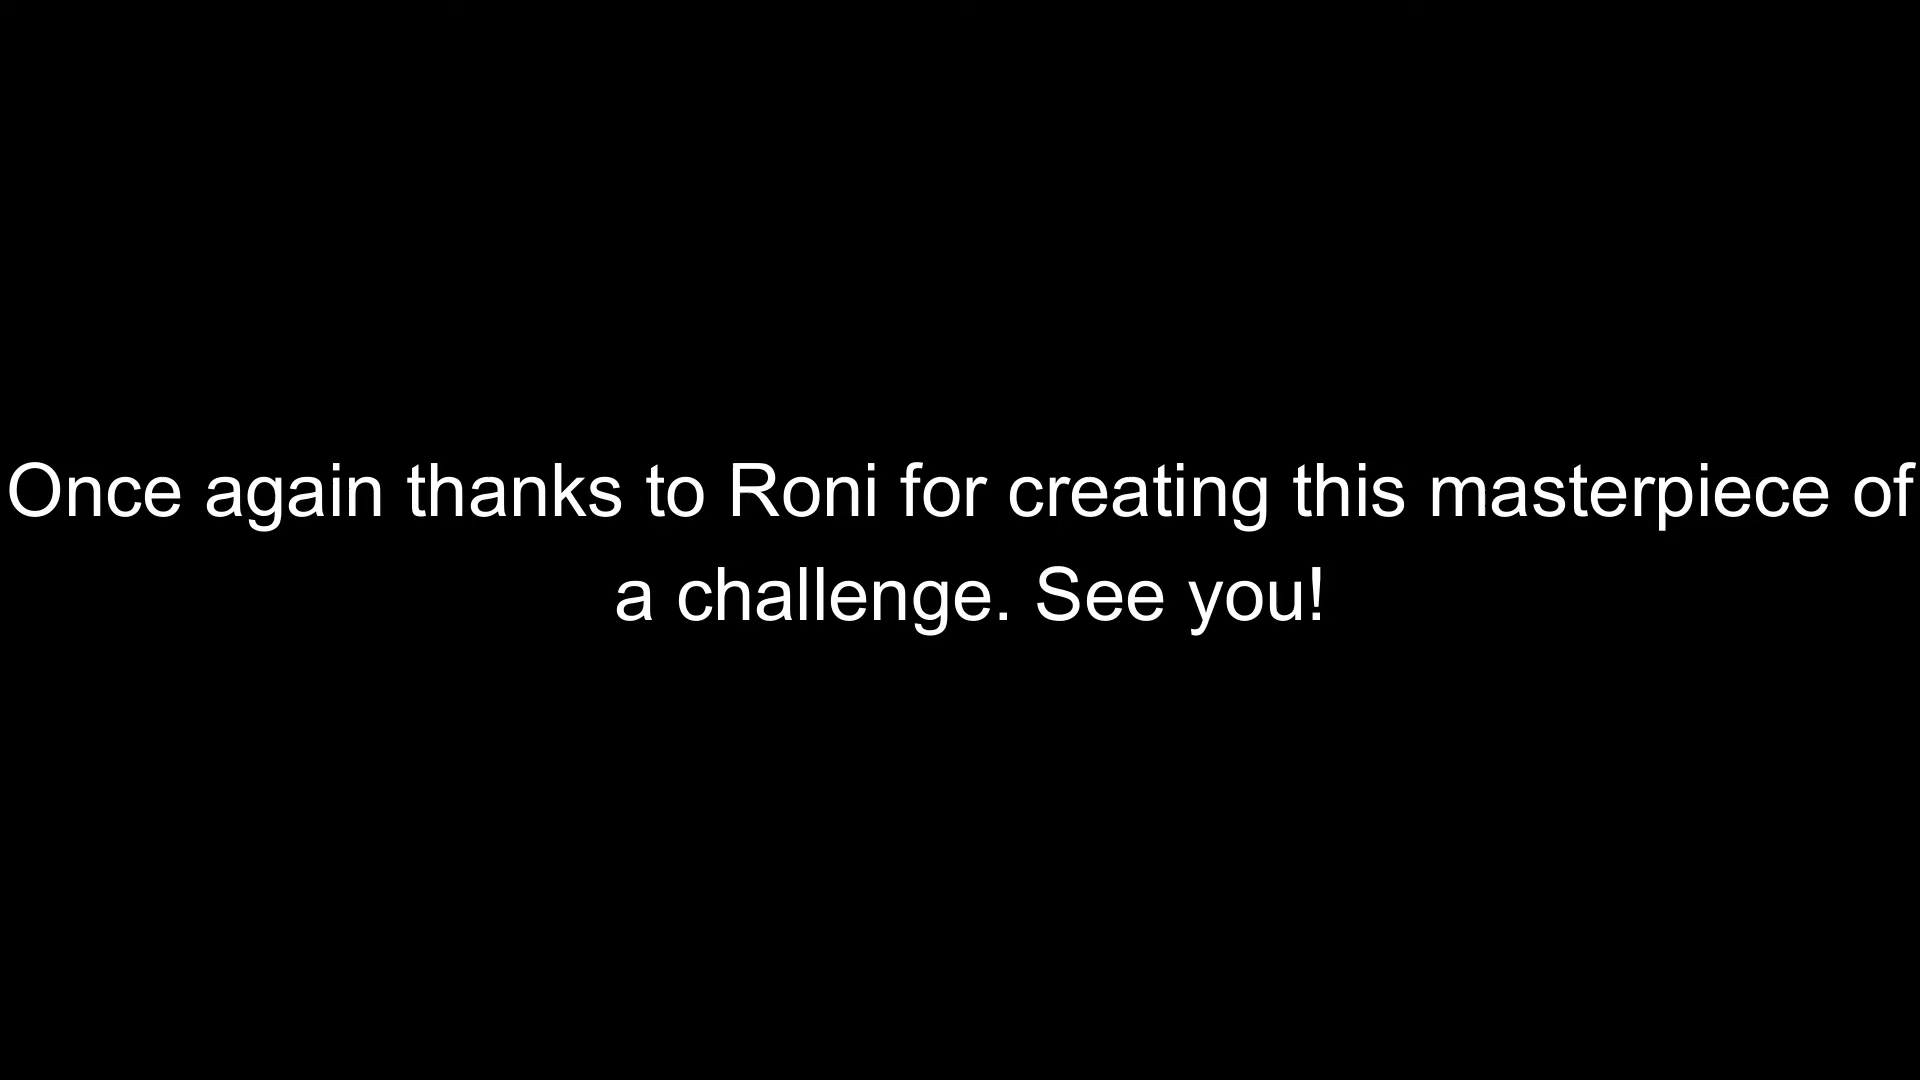 Once again thanks to Roni for creating this masterpiece of
a challenge. See you!